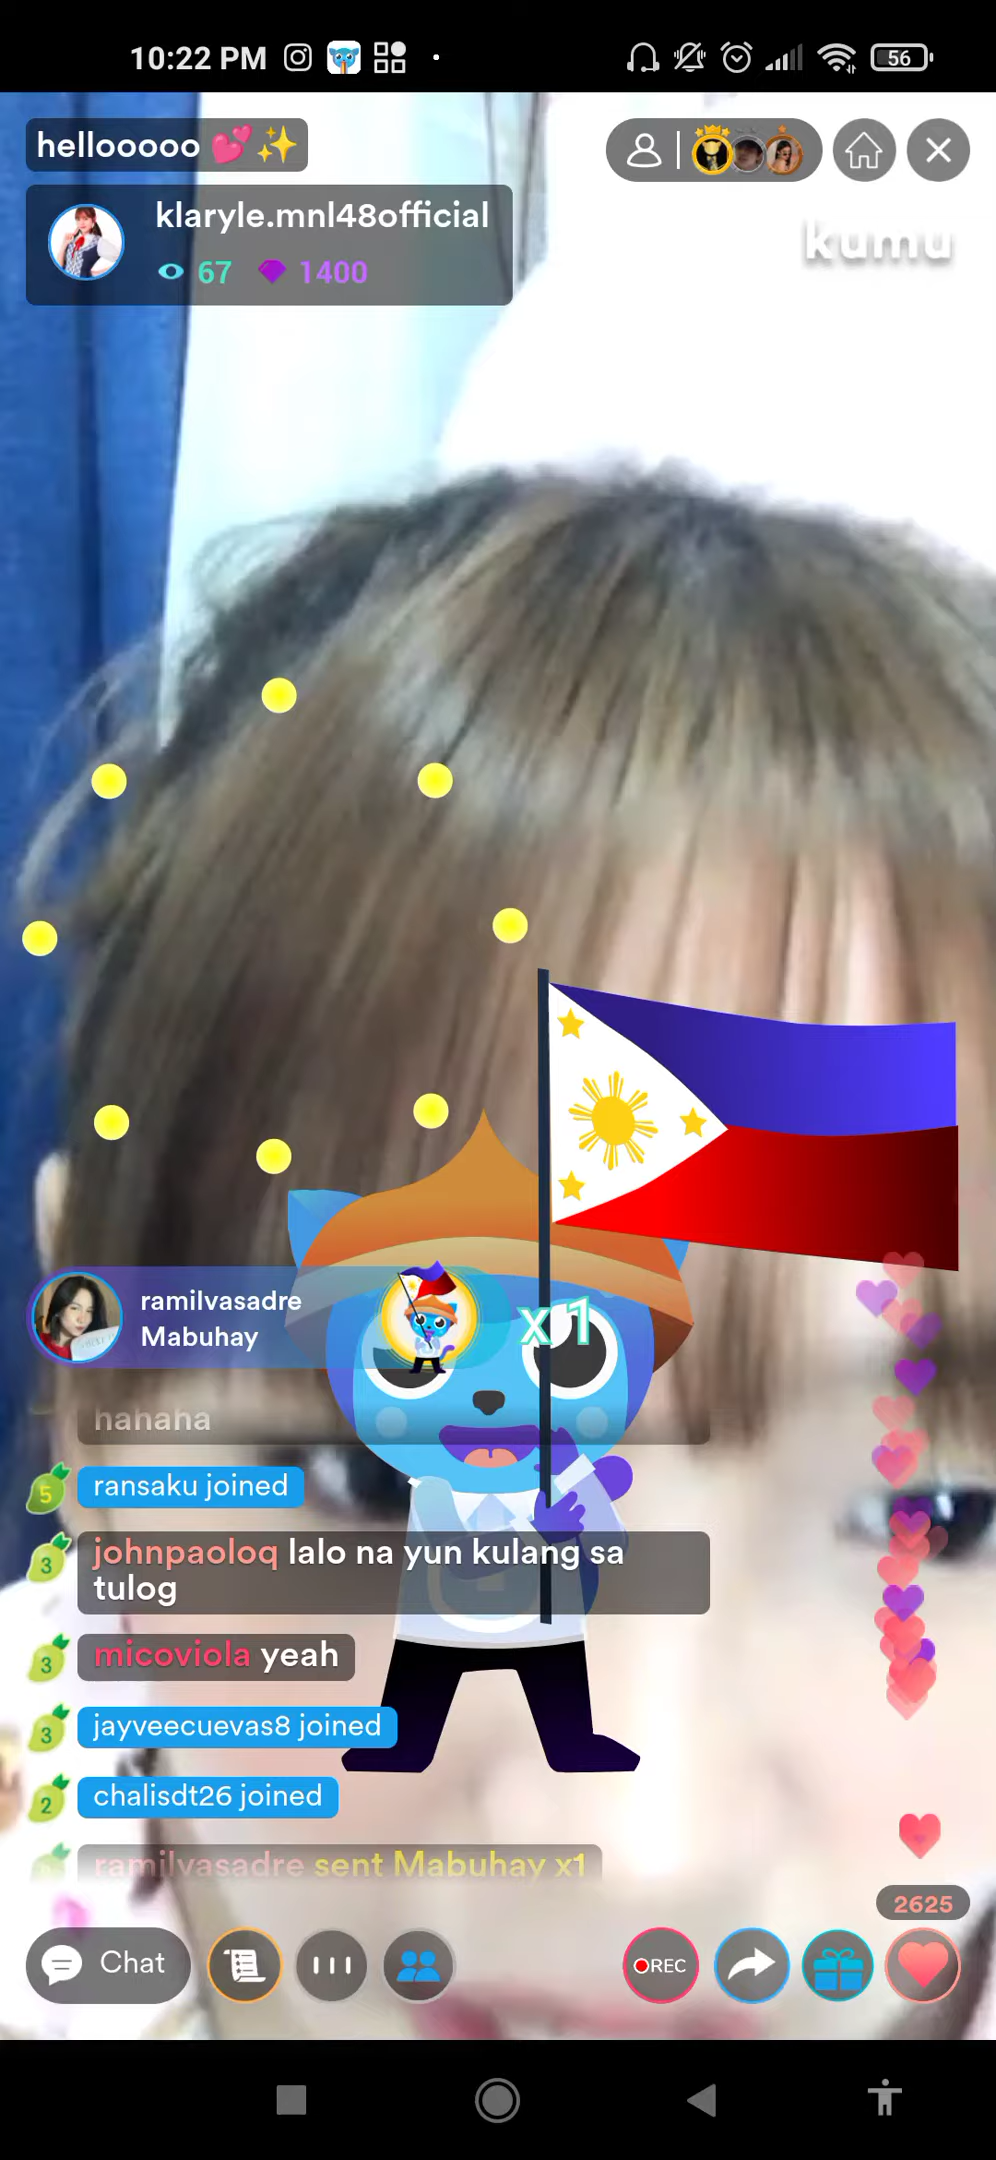 10:22 PM
56
hellooooo 💕✨
klaryle.mnl48official
67 1400
kumu
ramilvasadre
Mabuhay
x1
hahaha
5 ransaku joined
3 johnpaoloq lalo na yun kulang sa
tulog
3 micoviola yeah
3 jayveecuevas8 joined
2 chalisdt26 joined
ramilvasadre sent Mabuhay x1
2625
Chat
REC